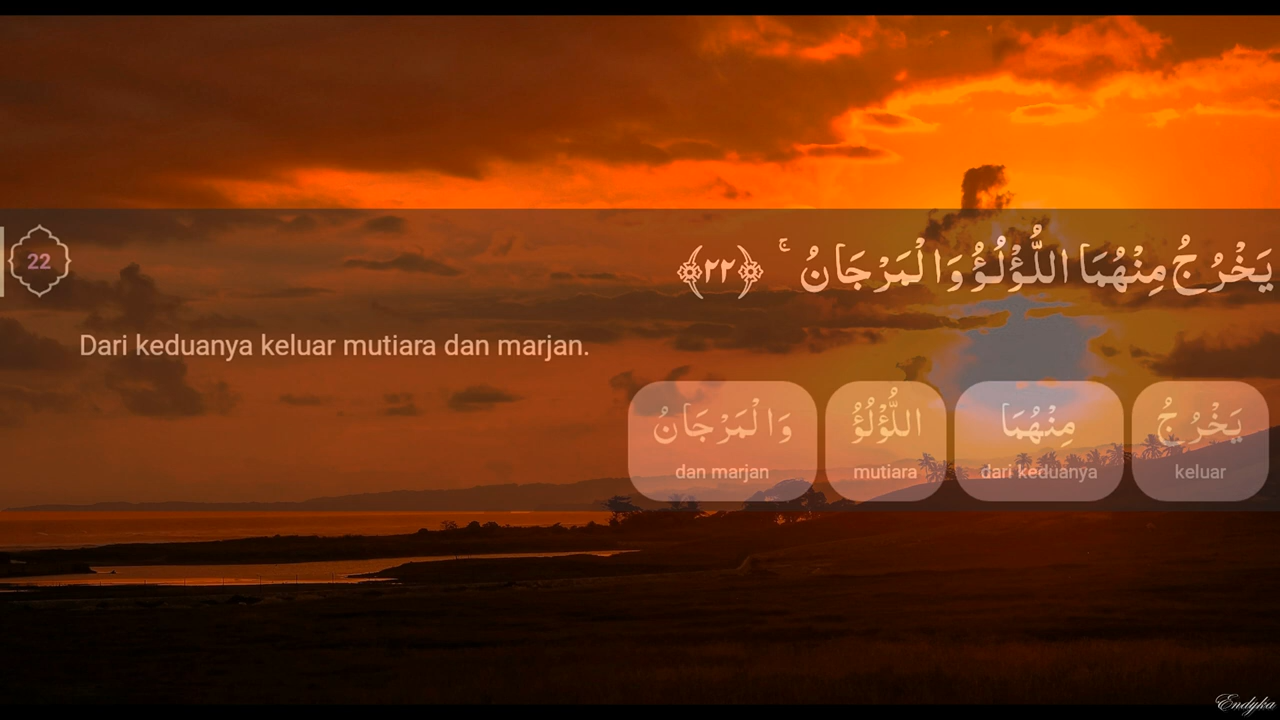 22
يَخْرُجُ مِنْهُمَا اللُّؤْلُؤُ وَالْمَرْجَانُ ۚ ﴿٢٢﴾
Dari keduanya keluar mutiara dan marjan.
يَخْرُجُ
keluar
مِنْهُمَا
dari keduanya
اللُّؤْلُؤُ
mutiara
وَالْمَرْجَانُ
dan marjan
Endyka